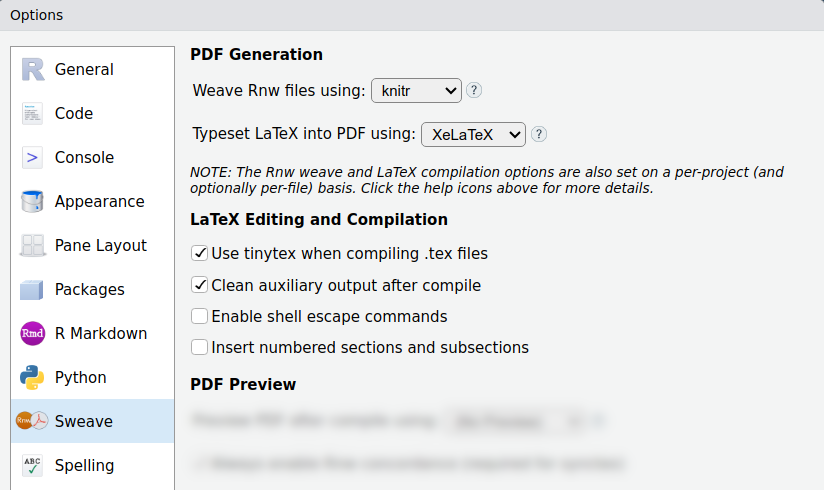 Options
General
Code
Console
Appearance
Pane Layout
Packages
R Markdown
Python
Sweave
Spelling
PDF Generation
Weave Rnw files using: knitr
Typeset LaTeX into PDF using: XeLaTeX
NOTE: The Rnw weave and LaTeX compilation options are also set on a per-project (and
optionally per-file) basis. Click the help icons above for more details.
LaTeX Editing and Compilation
Use tinytex when compiling .tex files
Clean auxiliary output after compile
Enable shell escape commands
Insert numbered sections and subsections
PDF Preview